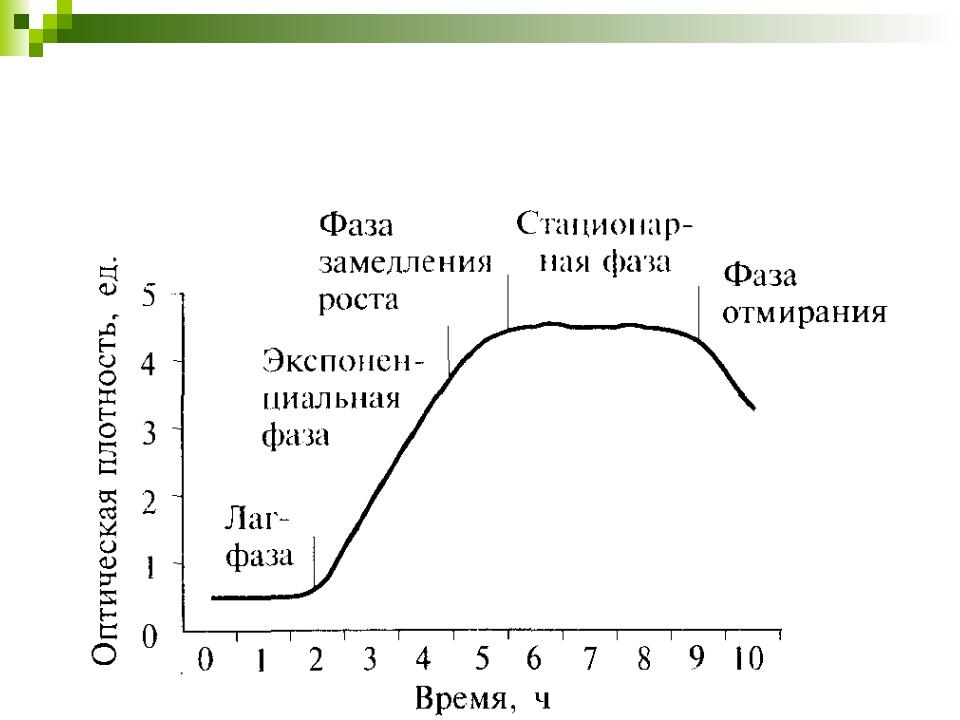 Фаза
замедления
роста
Стационар-
ная фаза
Фаза
отмирания
Экспонен-
циальная
фаза
Лаг-
фаза
Оптическая плотность, ед.
5
4
3
2
1
0
0 1 2 3 4 5 6 7 8 9 10
Время, ч